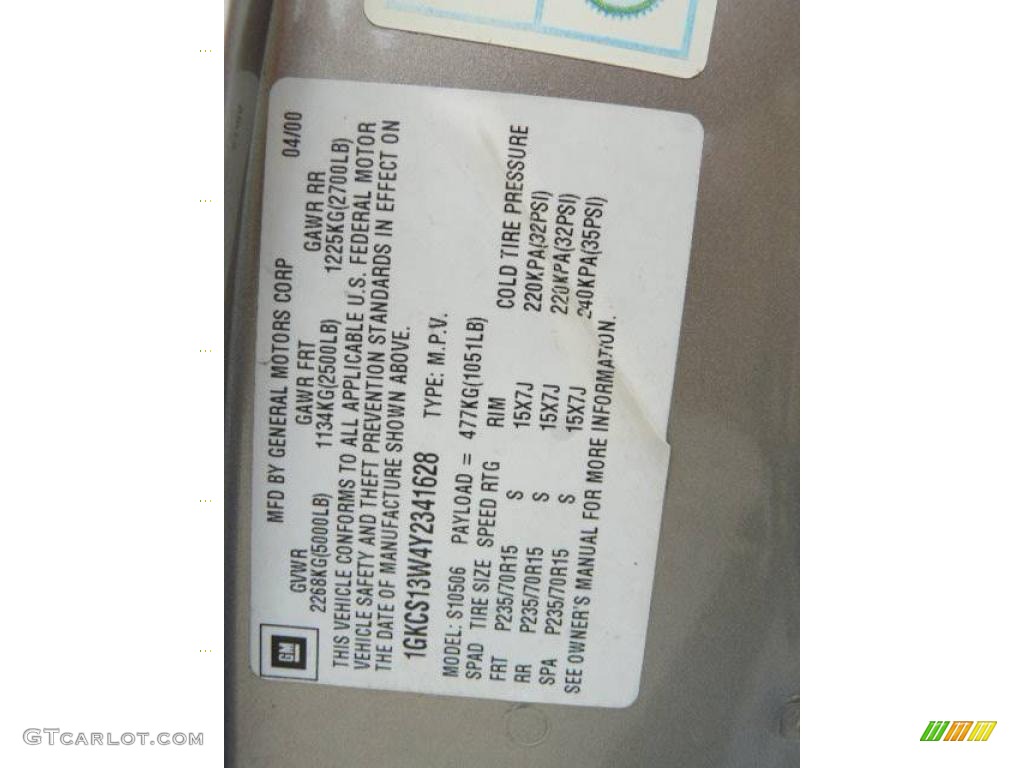 GM
MFD BY GENERAL MOTORS CORP 04/00
GVWR GAWR FRT GAWR RR
2268KG(5000LB) 1134KG(2500LB) 1225KG(2700LB)
THIS VEHICLE CONFORMS TO ALL APPLICABLE U.S. FEDERAL MOTOR
VEHICLE SAFETY AND THEFT PREVENTION STANDARDS IN EFFECT ON
THE DATE OF MANUFACTURE SHOWN ABOVE.
1GKCS13W4Y2341628 TYPE: M.P.V.
MODEL: S10506 PAYLOAD = 477KG(1051LB)
SPAD TIRE SIZE SPEED RTG RIM COLD TIRE PRESSURE
FRT P235/70R15 S 15X7J 220KPA(32PSI)
RR P235/70R15 S 15X7J 220KPA(32PSI)
SPA P235/70R15 S 15X7J 240KPA(35PSI)
SEE OWNER'S MANUAL FOR MORE INFORMATION.
GTCARLOT.COM